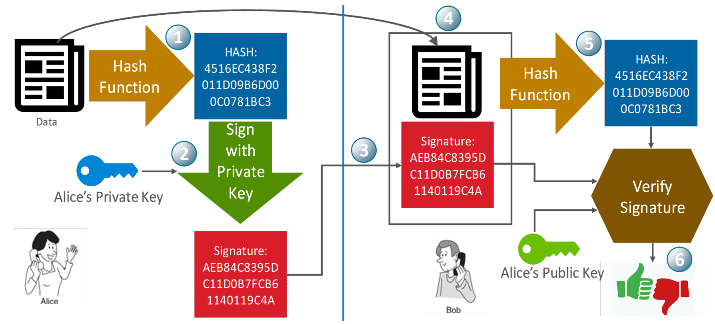 1
Hash
Function
HASH:
4516EC438F2
011D09B6D00
0C0781BC3
Data
2
Sign
with
Private
Key
Alice's Private Key
Signature:
AEB84C8395D
C11D0B7FCB6
1140119C4A
Alice
3
4
Signature:
AEB84C8395D
C11D0B7FCB6
1140119C4A
5
Hash
Function
HASH:
4516EC438F2
011D09B6D00
0C0781BC3
Verify
Signature
Alice's Public Key
6
Bob